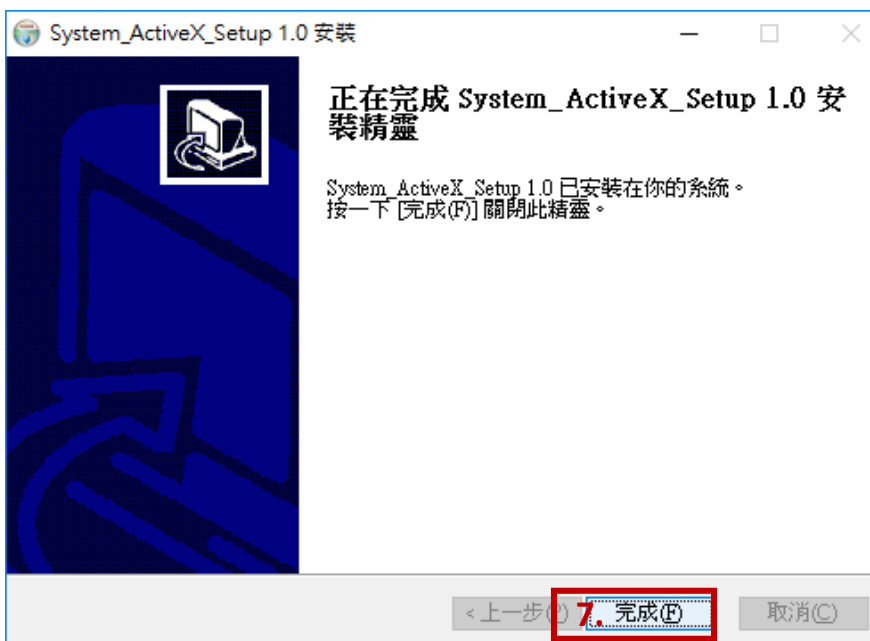 System_ActiveX_Setup 1.0 安裝
正在完成 System_ActiveX_Setup 1.0 安
裝精靈
System_ActiveX_Setup 1.0 已安裝在你的系統。
按一下 [完成(F)] 關閉此精靈。
< 上一步(P) 7. 完成(F) 取消(C)